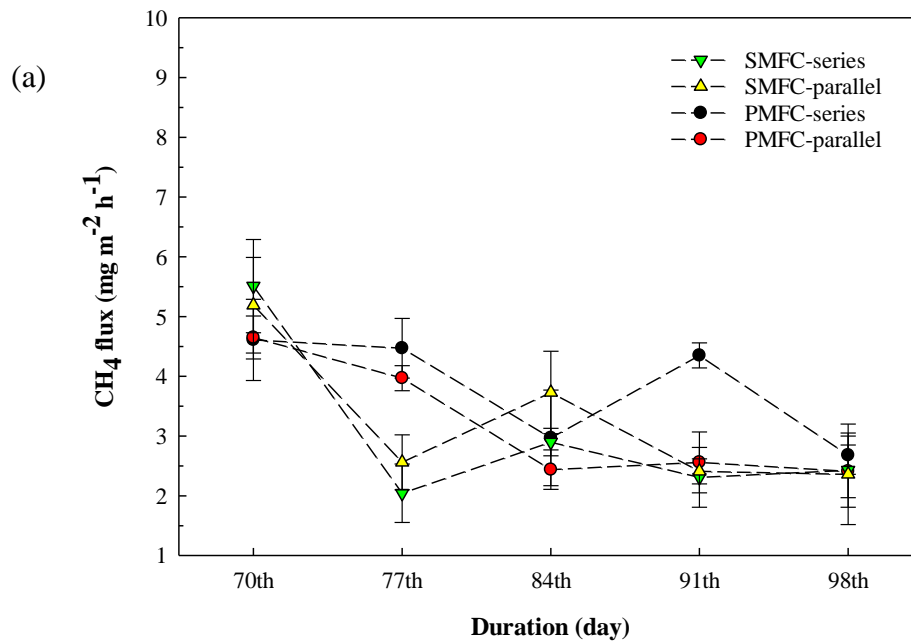 (a)
CH4 flux (mg m-2 h-1)
10
9
8
7
6
5
4
3
2
1
SMFC-series
SMFC-parallel
PMFC-series
PMFC-parallel
70th
77th
84th
91th
98th
Duration (day)